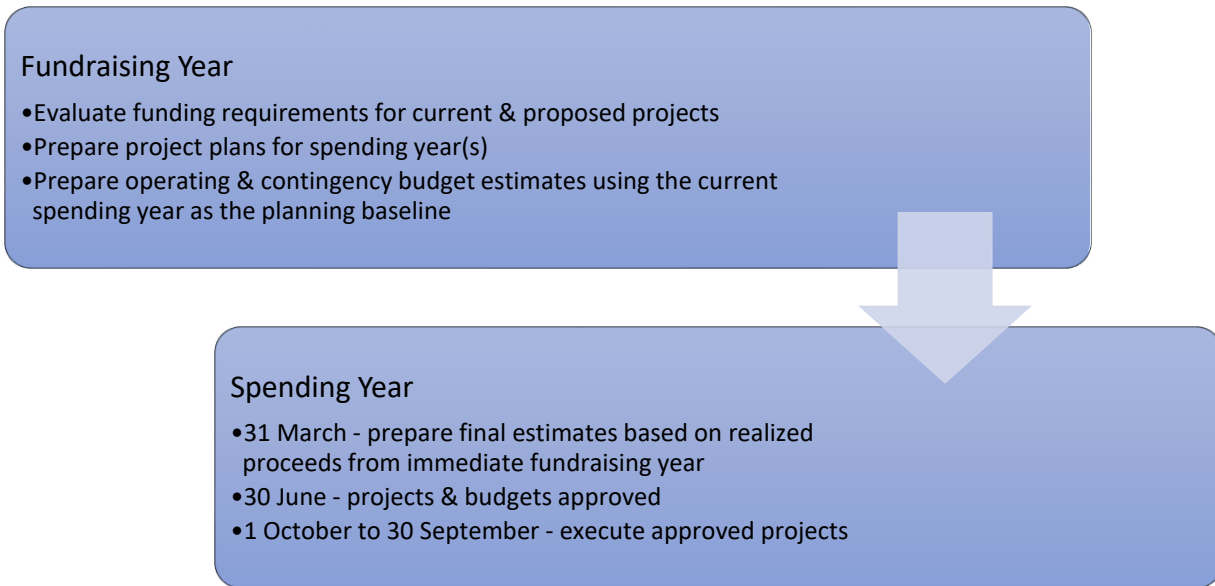 Fundraising Year
•Evaluate funding requirements for current & proposed projects
•Prepare project plans for spending year(s)
•Prepare operating & contingency budget estimates using the current
spending year as the planning baseline
Spending Year
•31 March - prepare final estimates based on realized
proceeds from immediate fundraising year
•30 June - projects & budgets approved
•1 October to 30 September - execute approved projects